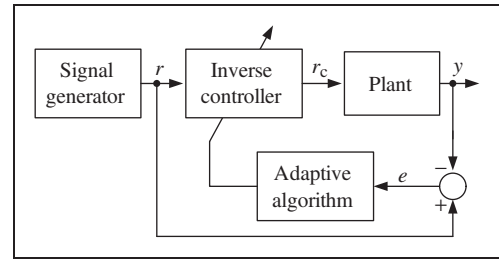 Signal
generator
r
Inverse
controller
r_c
Plant
y
Adaptive
algorithm
e
−
+